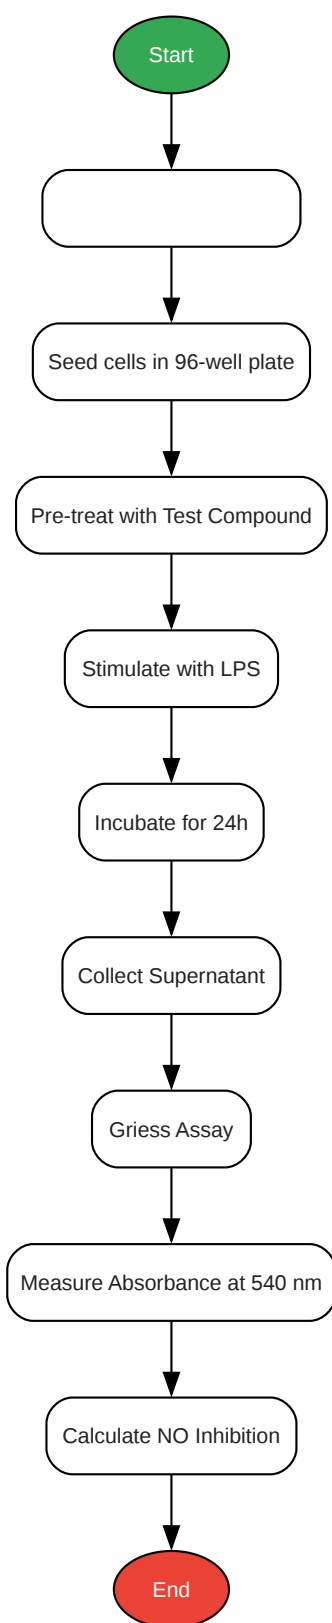 Start
Seed cells in 96-well plate
Pre-treat with Test Compound
Stimulate with LPS
Incubate for 24h
Collect Supernatant
Griess Assay
Measure Absorbance at 540 nm
Calculate NO Inhibition
End